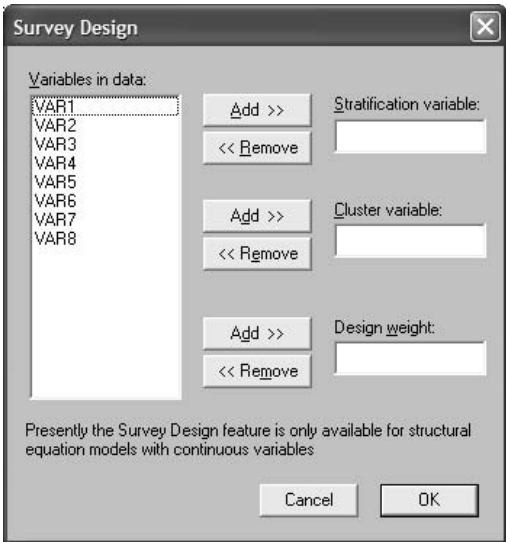 Survey Design
Variables in data:
VAR1
VAR2
VAR3
VAR4
VAR5
VAR6
VAR7
VAR8
Add >>
<< Remove
Stratification variable:
Add >>
<< Remove
Cluster variable:
Add >>
<< Remove
Design weight:
Presently the Survey Design feature is only available for structural
equation models with continuous variables
Cancel
OK